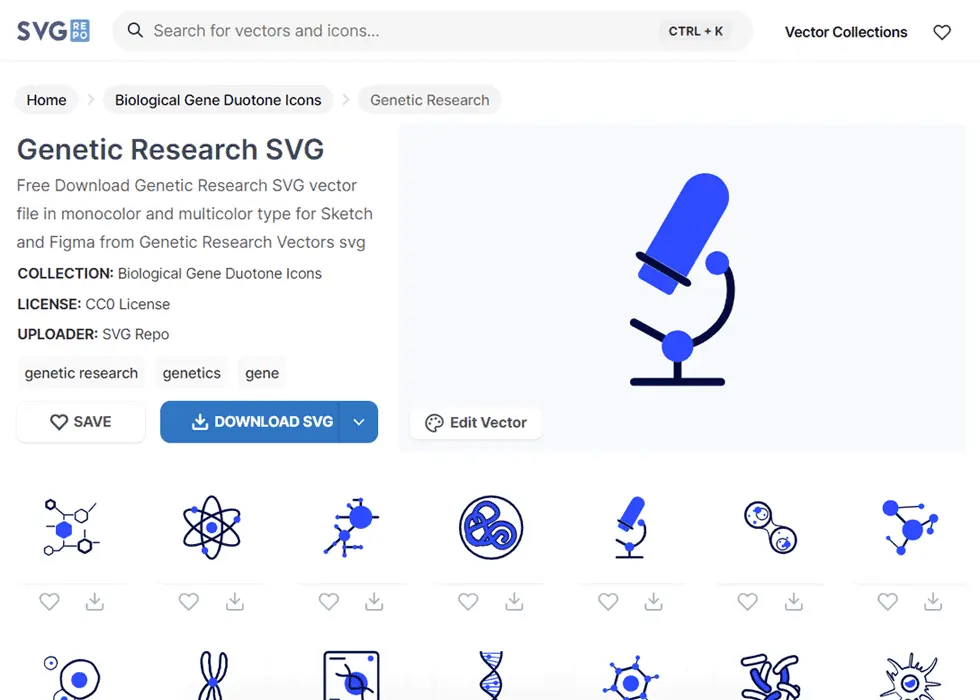 SVG REPO
Search for vectors and icons...
CTRL + K
Vector Collections
Home
Biological Gene Duotone Icons
Genetic Research
Genetic Research SVG
Free Download Genetic Research SVG vector
file in monocolor and multicolor type for Sketch
and Figma from Genetic Research Vectors svg
COLLECTION: Biological Gene Duotone Icons
LICENSE: CC0 License
UPLOADER: SVG Repo
genetic research
genetics
gene
SAVE
DOWNLOAD SVG
Edit Vector